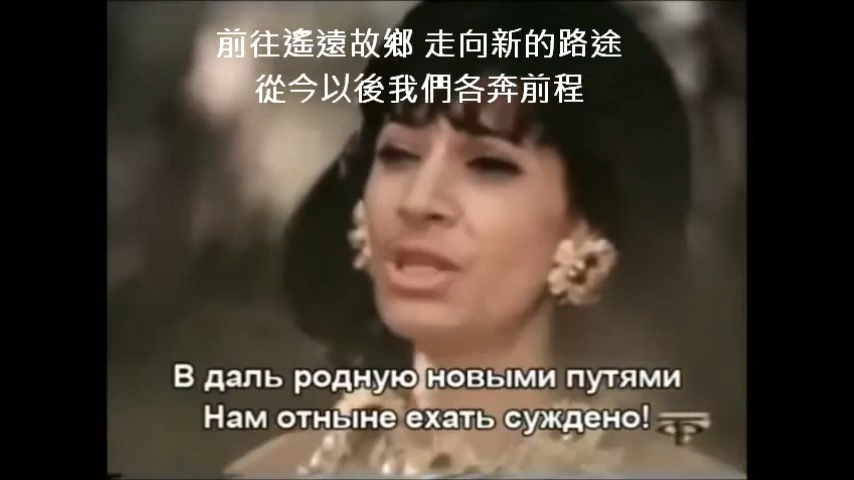 前往遙遠故鄉 走向新的路途
從今以後我們各奔前程
В даль родную новыми путями
Нам отныне ехать суждено!